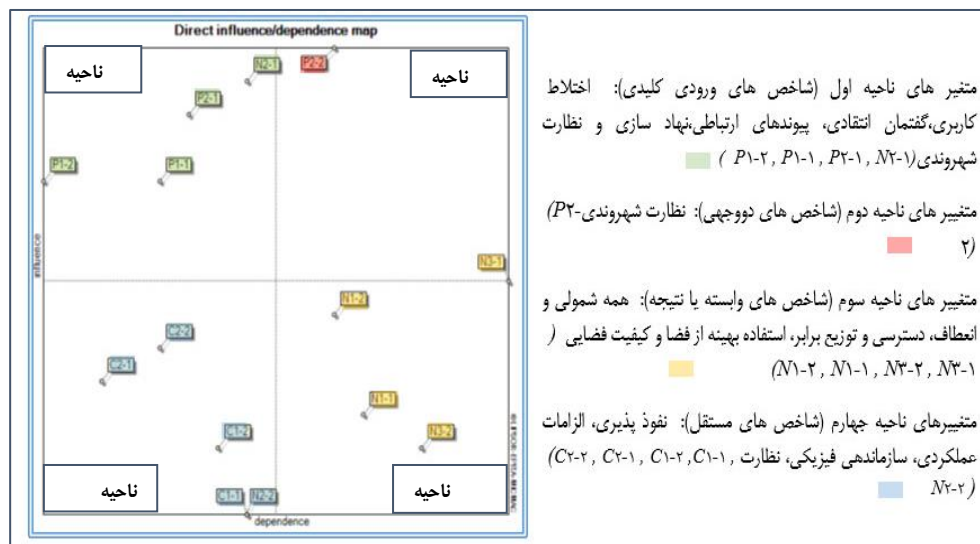 Direct influence/dependence map
ناحیه
ناحیه
N2-1
P2-2
P2-1
P1-2
P1-1
influence
N3-1
N1-2
C2-2
C2-1
N1-1
C1-2
N3-2
ناحیه
ناحیه
C1-1
N2-2
dependence
© LIPSOR-EPITA-MICMAC
متغیر های ناحیه اول (شاخص های ورودی کلیدی): اختلاط
کاربری،گفتمان انتقادی، پیوندهای ارتباطی،نهاد سازی و نظارت
شهروندی(P۱-۲ , P۱-۱ , P۲-۱ , N۲-۱ )
متغییر های ناحیه دوم (شاخص های دووجهی): نظارت شهروندی-P۲)
(۲
متغییر های ناحیه سوم (شاخص های وابسته یا نتیجه): همه شمولی و
انعطاف، دسترسی و توزیع برابر، استفاده بهینه از فضا و کیفیت فضایی (
(N۱-۲ , N۱-۱ , N۳-۲ , N۳-۱
متغییرهای ناحیه چهارم (شاخص های مستقل): نفوذ پذیری، الزامات
عملکردی، سازماندهی فیزیکی، نظارت , C۲-۲ , C۲-۱ , C۱-۲ ,C۱-۱)
( N۲-۲